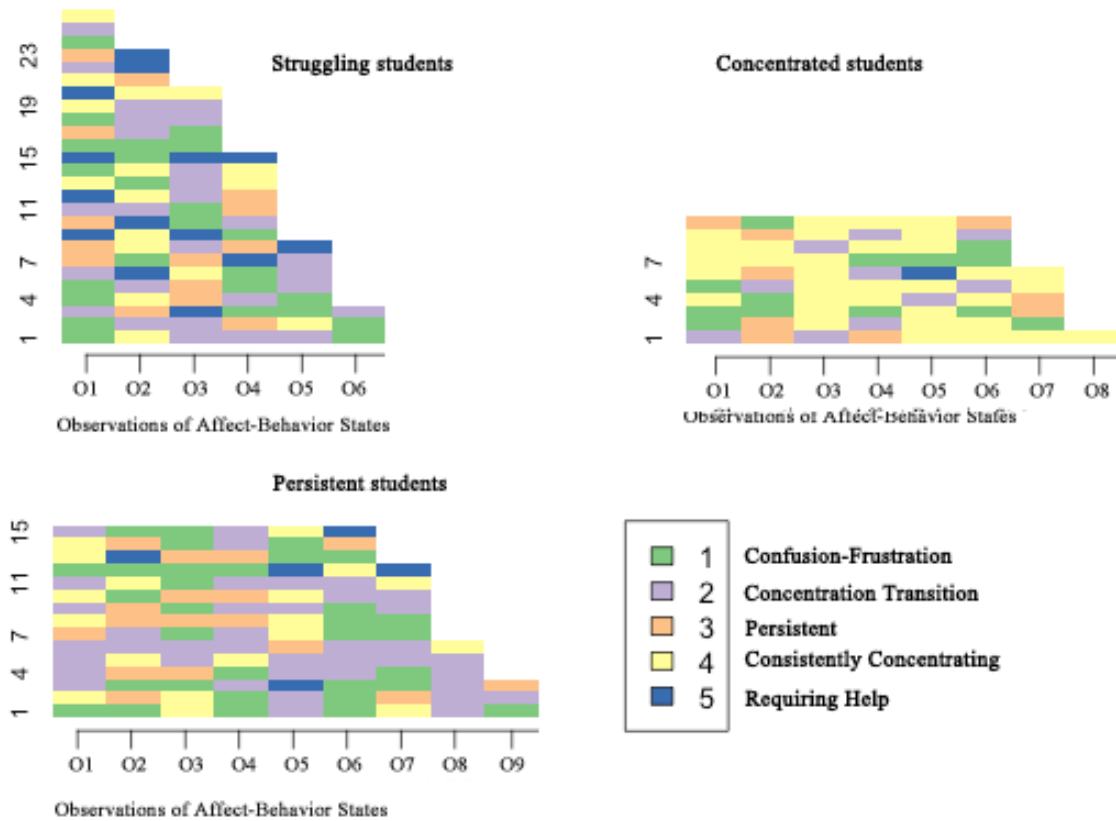 Struggling students
23
19
15
11
7
4
1
O1 O2 O3 O4 O5 O6
Observations of Affect-Behavior States
Concentrated students
7
4
1
O1 O2 O3 O4 O5 O6 O7 O8
Observations of Affect-Behavior States
Persistent students
15
11
7
4
1
O1 O2 O3 O4 O5 O6 O7 O8 O9
Observations of Affect-Behavior States
1 Confusion-Frustration
2 Concentration Transition
3 Persistent
4 Consistently Concentrating
5 Requiring Help